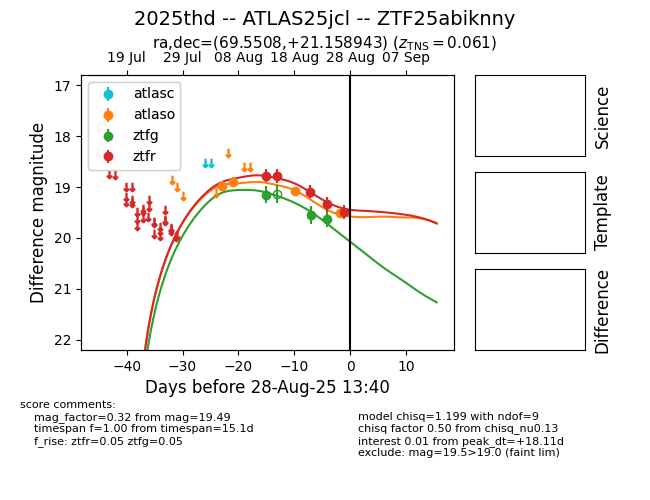 2025thd -- ATLAS25jcl -- ZTF25abiknny
ra,dec=(69.5508,+21.158943) (z_TNS = 0.061)
19 Jul 29 Jul 08 Aug 18 Aug 28 Aug 07 Sep
atlasc
atlaso
ztfg
ztfr
17
18
19
20
21
22
Difference magnitude
−40 −30 −20 −10 0 10
Days before 28-Aug-25 13:40
Science
Template
Difference
score comments:
mag_factor=0.32 from mag=19.49
timespan f=1.00 from timespan=15.1d
f_rise: ztfr=0.05 ztfg=0.05
model chisq=1.199 with ndof=9
chisq factor 0.50 from chisq_nu0.13
interest 0.01 from peak_dt=+18.11d
exclude: mag=19.5>19.0 (faint lim)